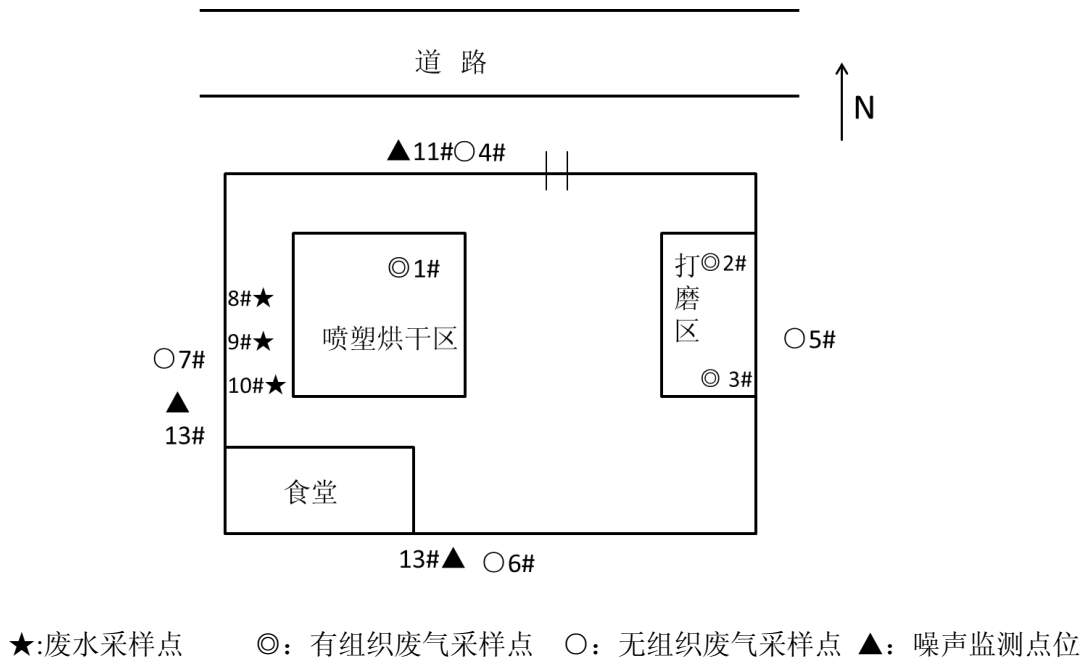 道 路
N
▲11#○4#
◎1#
打磨区
◎2#
8#★
9#★
喷塑烘干区
○5#
○7#
10#★
◎ 3#
▲
13#
食堂
13#▲ ○6#
★:废水采样点 ◎：有组织废气采样点 ○：无组织废气采样点 ▲：噪声监测点位